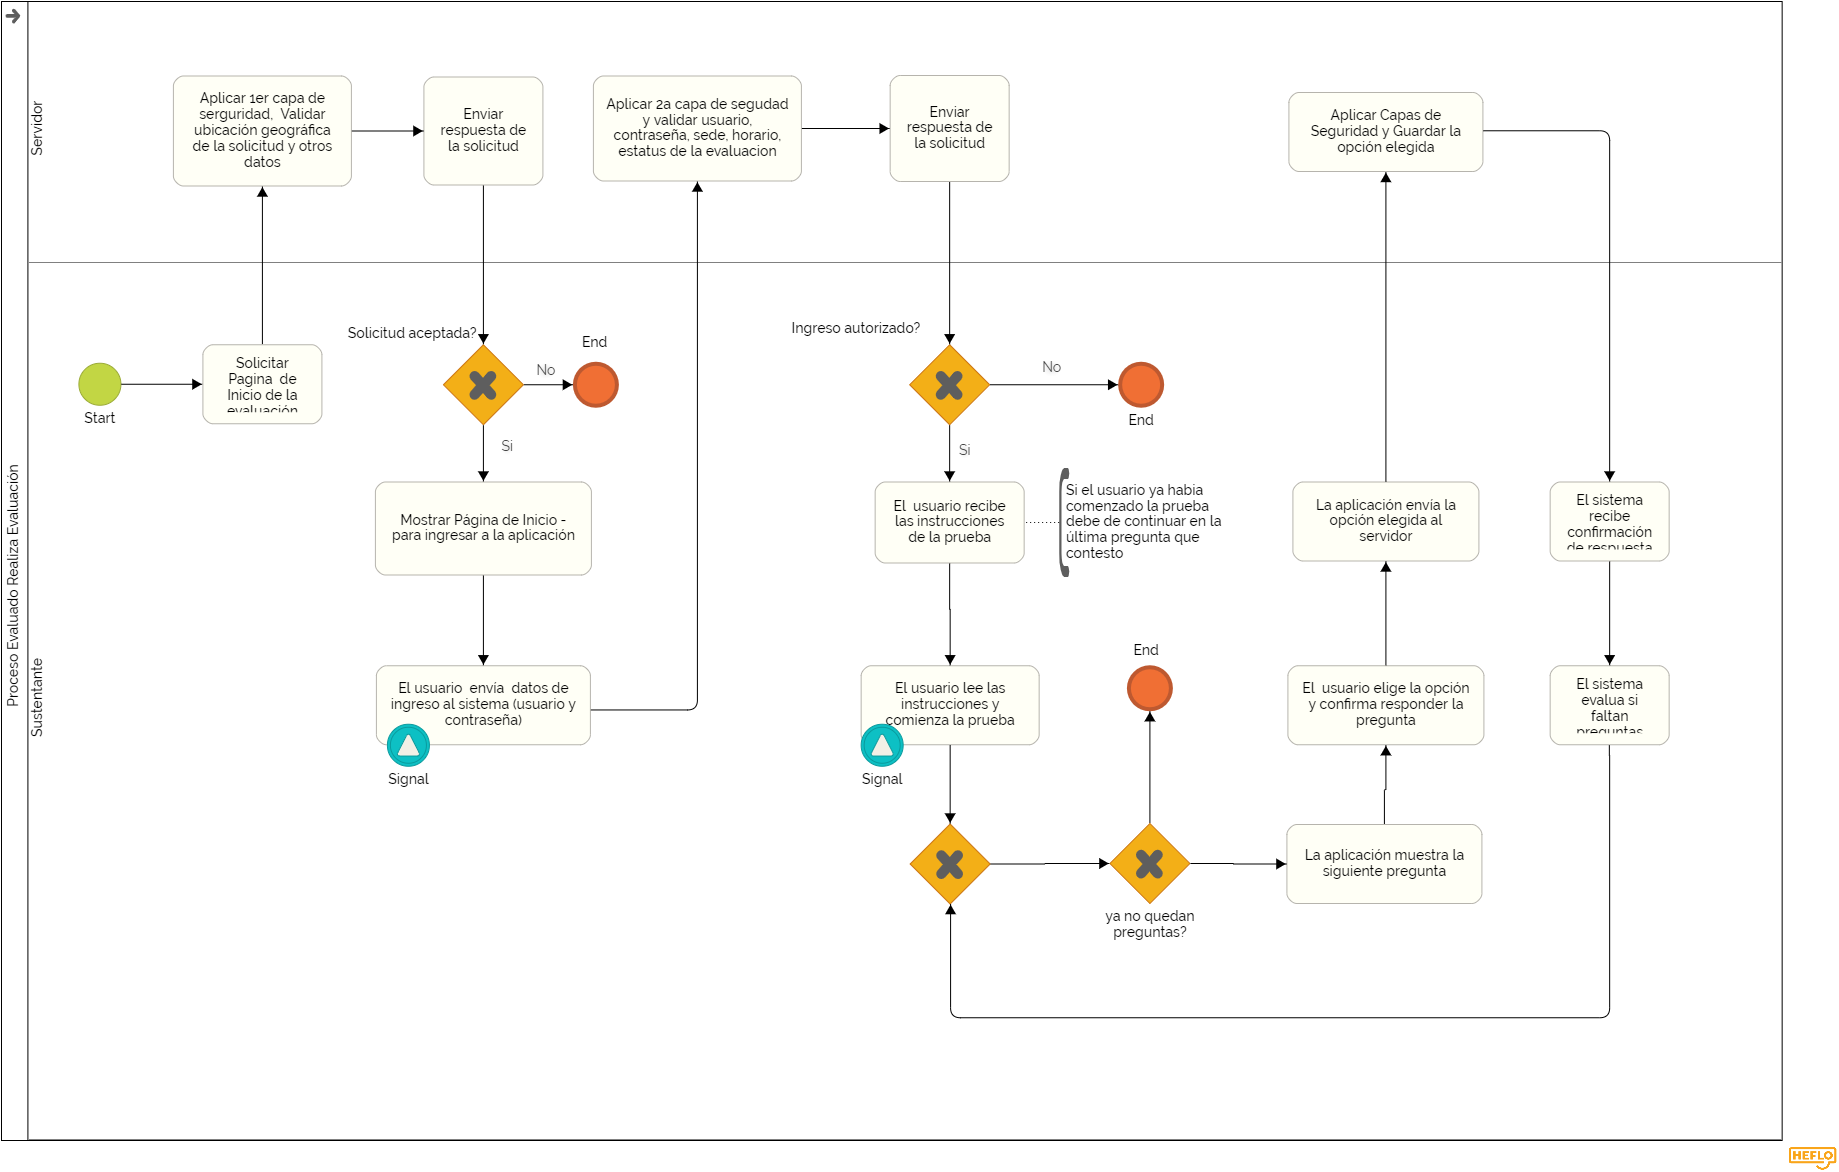 Proceso Evaluado Realiza Evaluación
Servidor
Aplicar 1er capa de
serguridad, Validar
ubicación geográfica
de la solicitud y otros
datos
Enviar
respuesta de
la solicitud
Aplicar 2a capa de segudad
y validar usuario,
contraseña, sede, horario,
estatus de la evaluacion
Enviar
respuesta de
la solicitud
Aplicar Capas de
Seguridad y Guardar la
opción elegida
Sustentante
Start
Solicitar
Pagina de
Inicio de la
evaluación
Solicitud aceptada?
No
End
Si
Mostrar Página de Inicio -
para ingresar a la aplicación
El usuario envía datos de
ingreso al sistema (usuario y
contraseña)
Signal
Ingreso autorizado?
No
End
Si
El usuario recibe
las instrucciones
de la prueba
Si el usuario ya habia
comenzado la prueba
debe de continuar en la
última pregunta que
contesto
El usuario lee las
instrucciones y
comienza la prueba
Signal
End
ya no quedan
preguntas?
La aplicación muestra la
siguiente pregunta
El usuario elige la opción
y confirma responder la
pregunta
La aplicación envía la
opción elegida al
servidor
El sistema
recibe
confirmación
de respuesta
El sistema
evalua si
faltan
preguntas
HEFLO